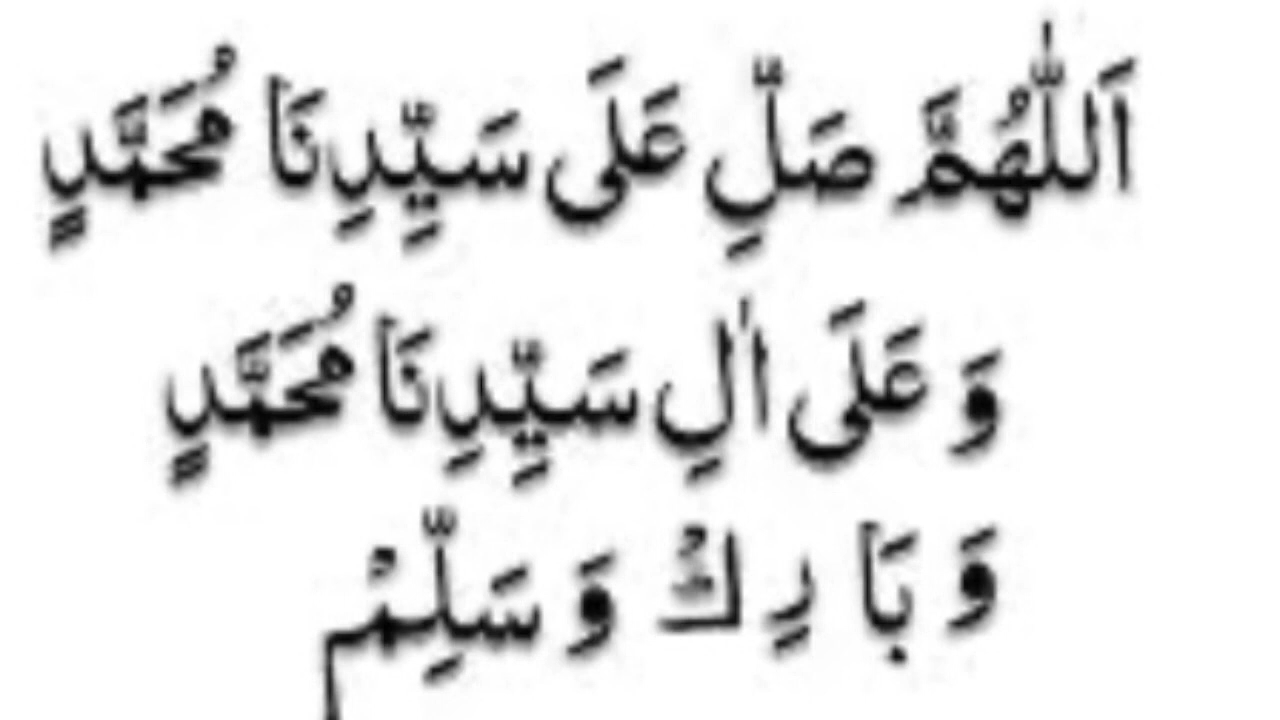 اَللّٰهُمَّ صَلِّ عَلَى سَيِّدِنَا مُحَمَّدٍ
وَ عَلَى اٰلِ سَيِّدِنَا مُحَمَّدٍ
وَ بَارِكْ وَ سَلِّمْ